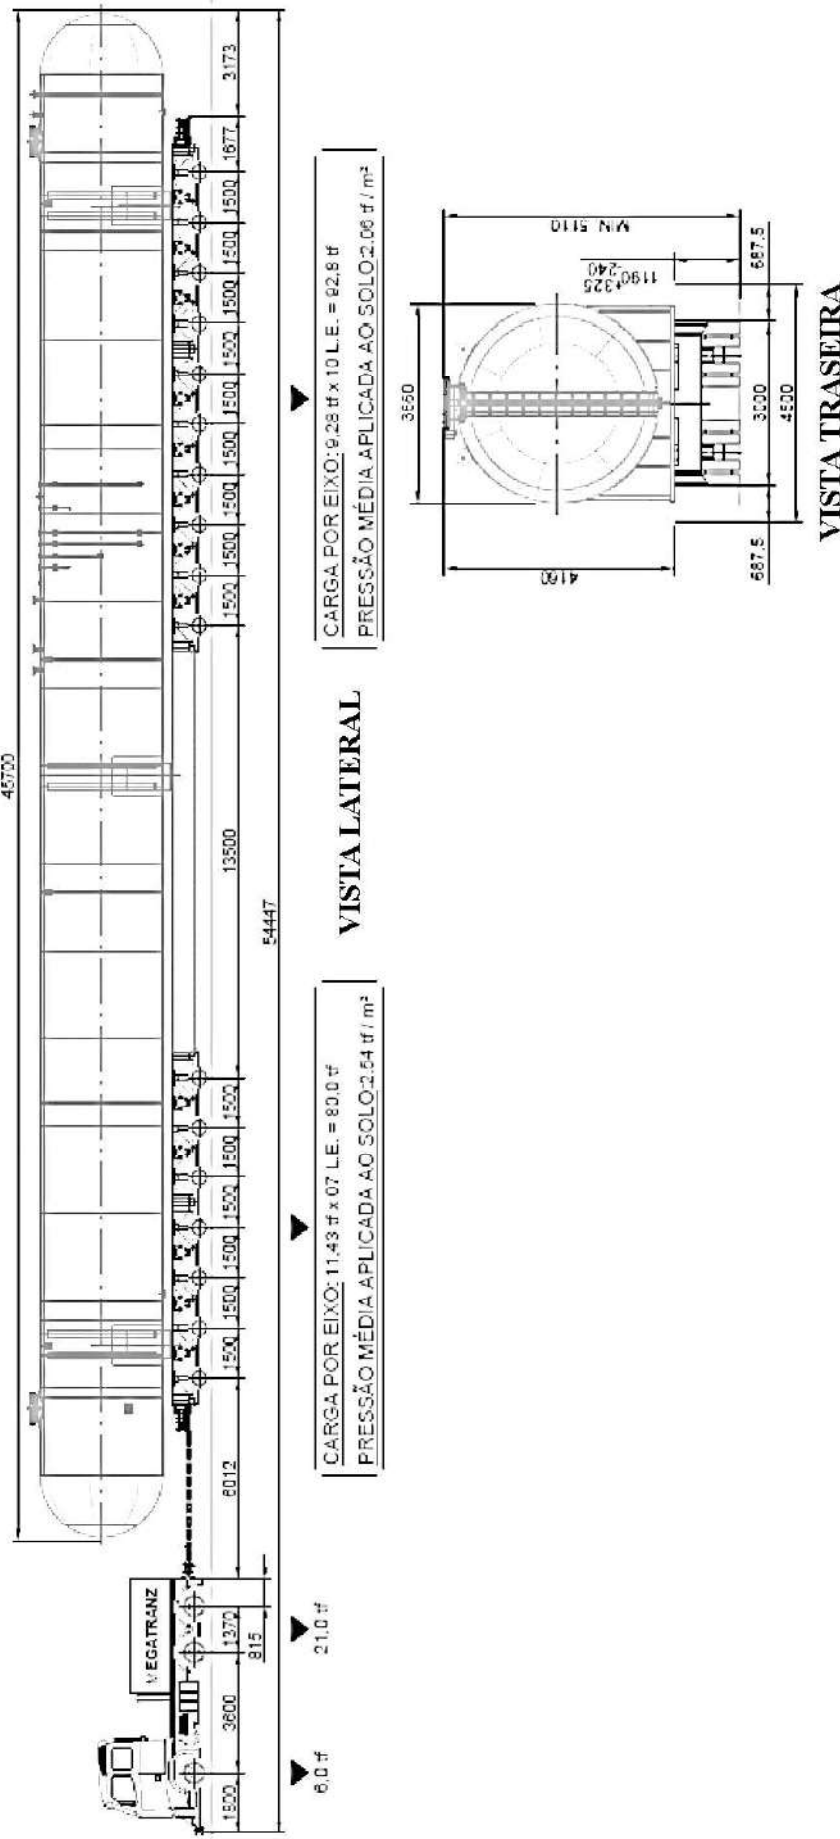 45700
MEGATRANZ
1800
3600
1370
815
6012
1500
1500
1500
1500
1500
1500
13500
1500
1500
1500
1500
1500
1500
1500
1500
1500
1677
3173
54447
6,0 tf
21,0 tf
CARGA POR EIXO: 11,43 tf x 07 L.E. = 80,0 tf
PRESSÃO MÉDIA APLICADA AO SOLO:2,54 tf / m²
CARGA POR EIXO: 9,28 tf x 10 L.E. = 92,8 tf
PRESSÃO MÉDIA APLICADA AO SOLO:2,06 tf / m²
VISTA LATERAL
3660
4160
MIN. 5110
1190 +325 -240
687,5
3000
687,5
4500
VISTA TRASEIRA